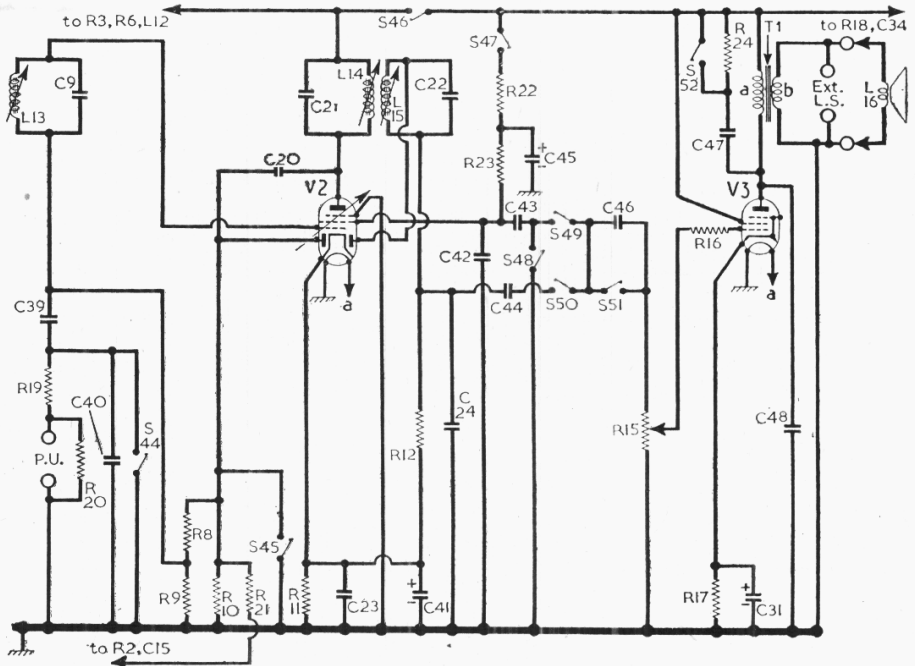 to R3, R6, L12
S46
to R18, C34
S47
R
24
T1
C9
L13
L14
C21
L
15
C22
R22
S
52
a
b
Ext.
L.S.
L
16
C20
R23
+
-
C45
C47
V2
V3
C43
C46
S49
R16
C42
S48
a
a
C39
C44
S50
S51
R19
C40
S
44
P.U.
R
20
R12
C
24
R15
C48
R8
S45
R9
R
10
R
21
R
11
C23
+
-
C41
R17
+
-
C31
to R2, C15